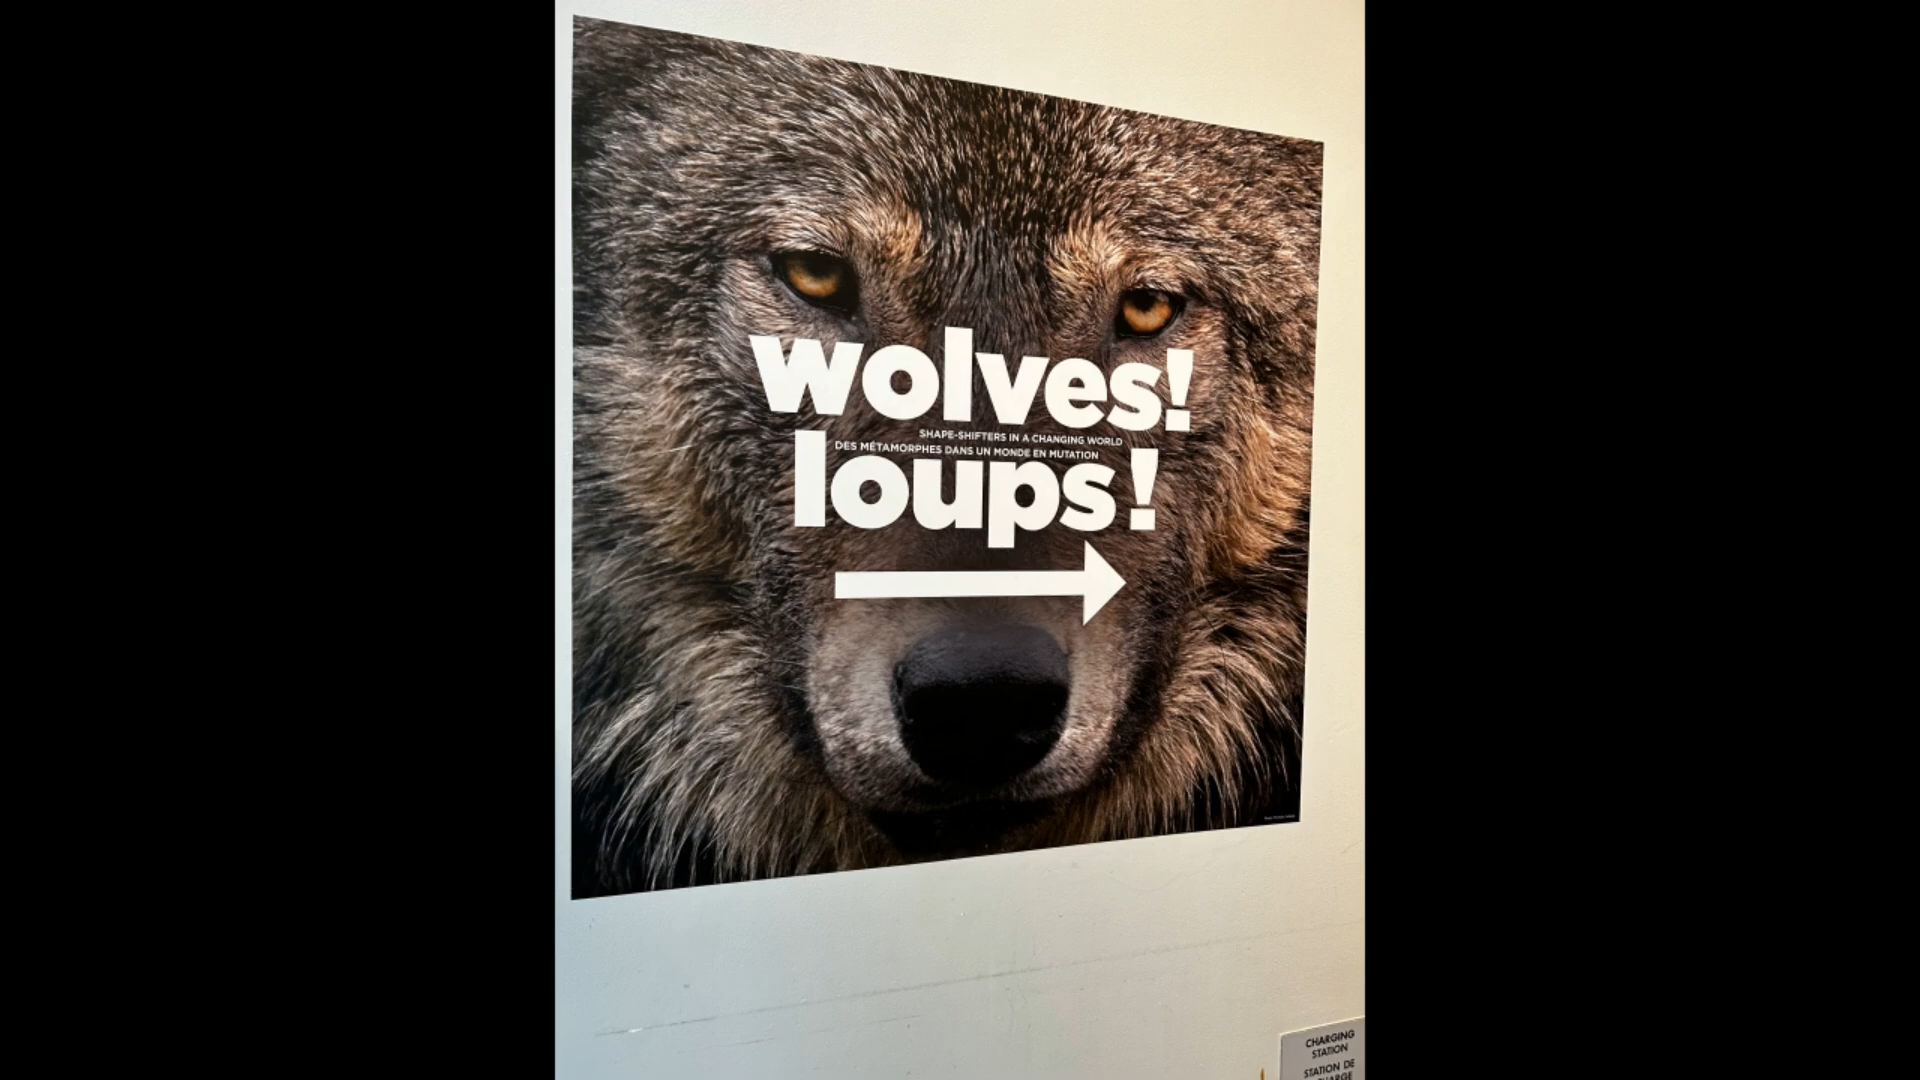 wolves!
SHAPE-SHIFTERS IN A CHANGING WORLD
DES MÉTAMORPHES DANS UN MONDE EN MUTATION
loups !
CHARGING
STATION
STATION DE